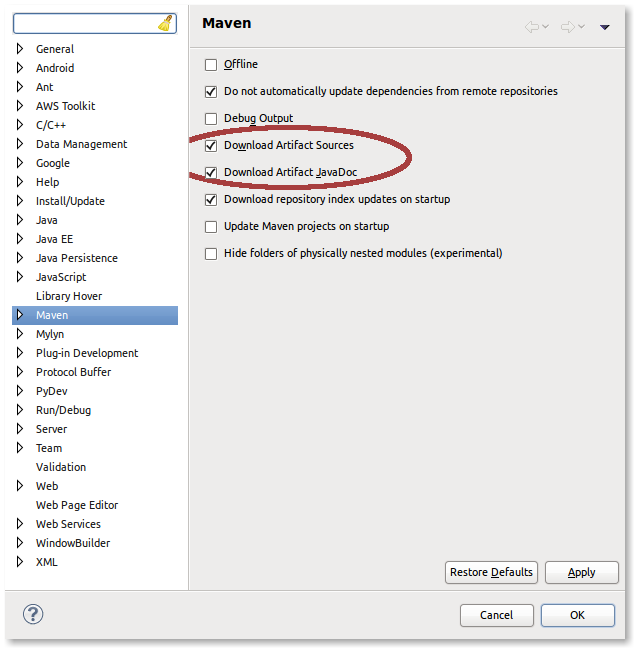 Maven
General
Android
Ant
AWS Toolkit
C/C++
Data Management
Google
Help
Install/Update
Java
Java EE
Java Persistence
JavaScript
Library Hover
Maven
Mylyn
Plug-in Development
Protocol Buffer
PyDev
Run/Debug
Server
Team
Validation
Web
Web Page Editor
Web Services
WindowBuilder
XML
Offline
Do not automatically update dependencies from remote repositories
Debug Output
Download Artifact Sources
Download Artifact JavaDoc
Download repository index updates on startup
Update Maven projects on startup
Hide folders of physically nested modules (experimental)
Restore Defaults
Apply
?
Cancel
OK